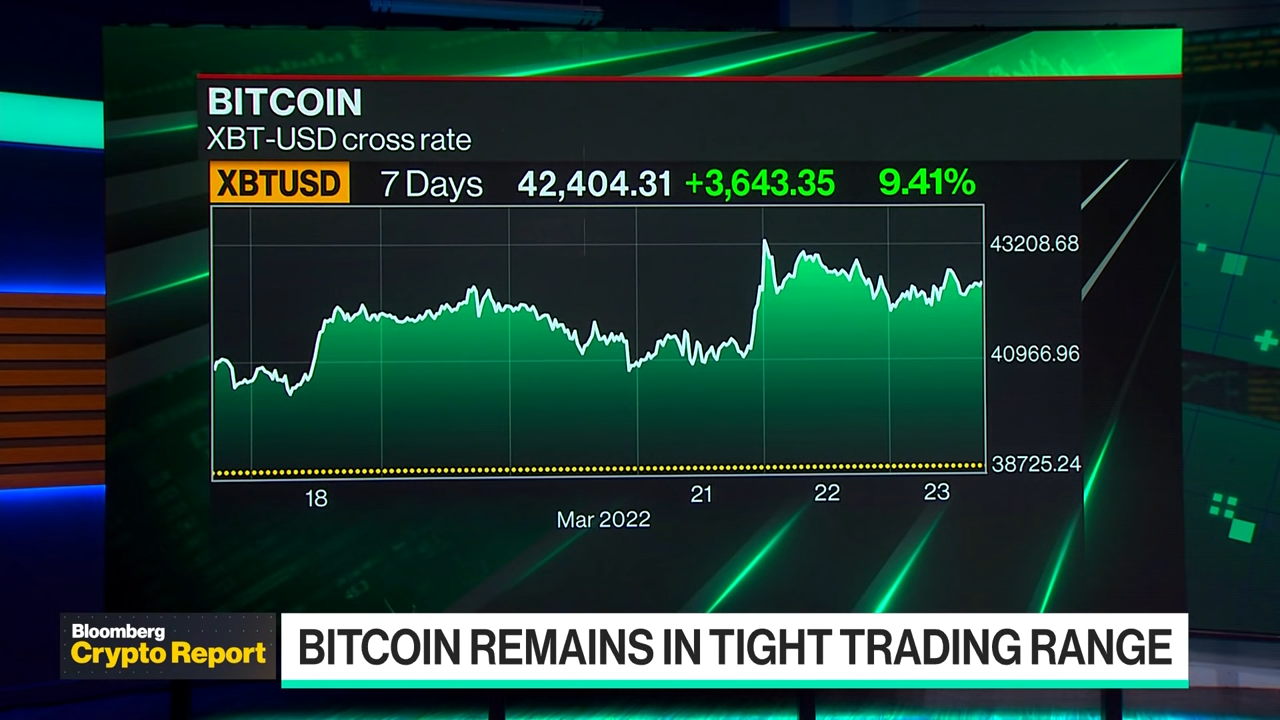 BITCOIN
XBT-USD cross rate
XBTUSD 7 Days 42,404.31 +3,643.35 9.41%
43208.68
40966.96
38725.24
18 21 22 23
Mar 2022
Bloomberg
Crypto Report
BITCOIN REMAINS IN TIGHT TRADING RANGE